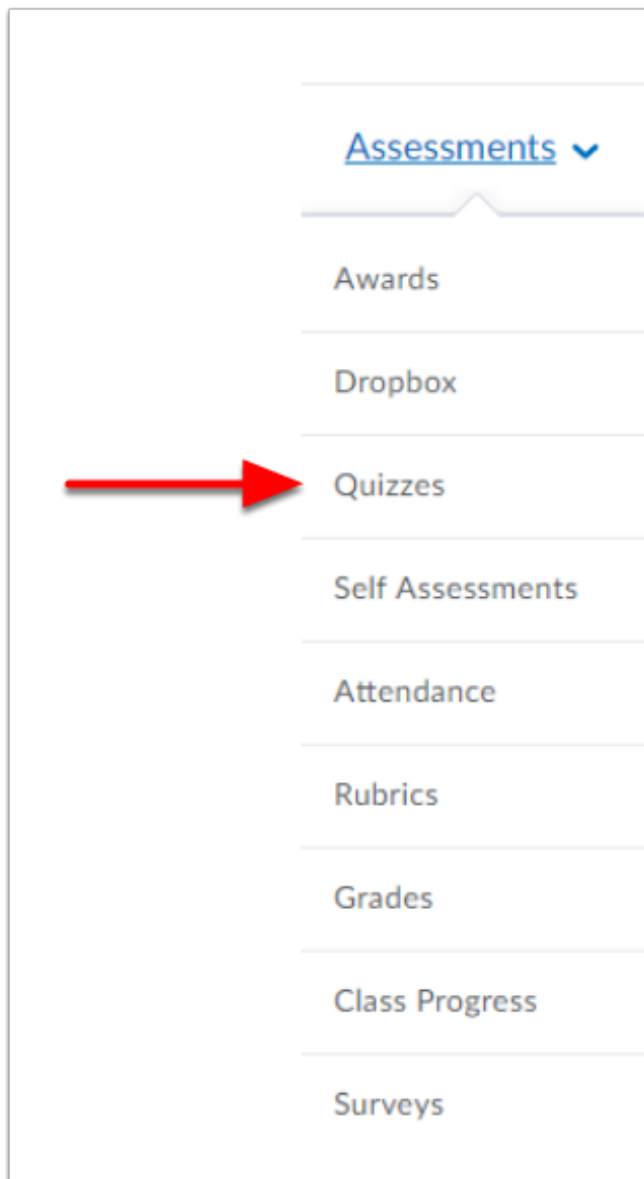 Assessments
Awards
Dropbox
Quizzes
Self Assessments
Attendance
Rubrics
Grades
Class Progress
Surveys